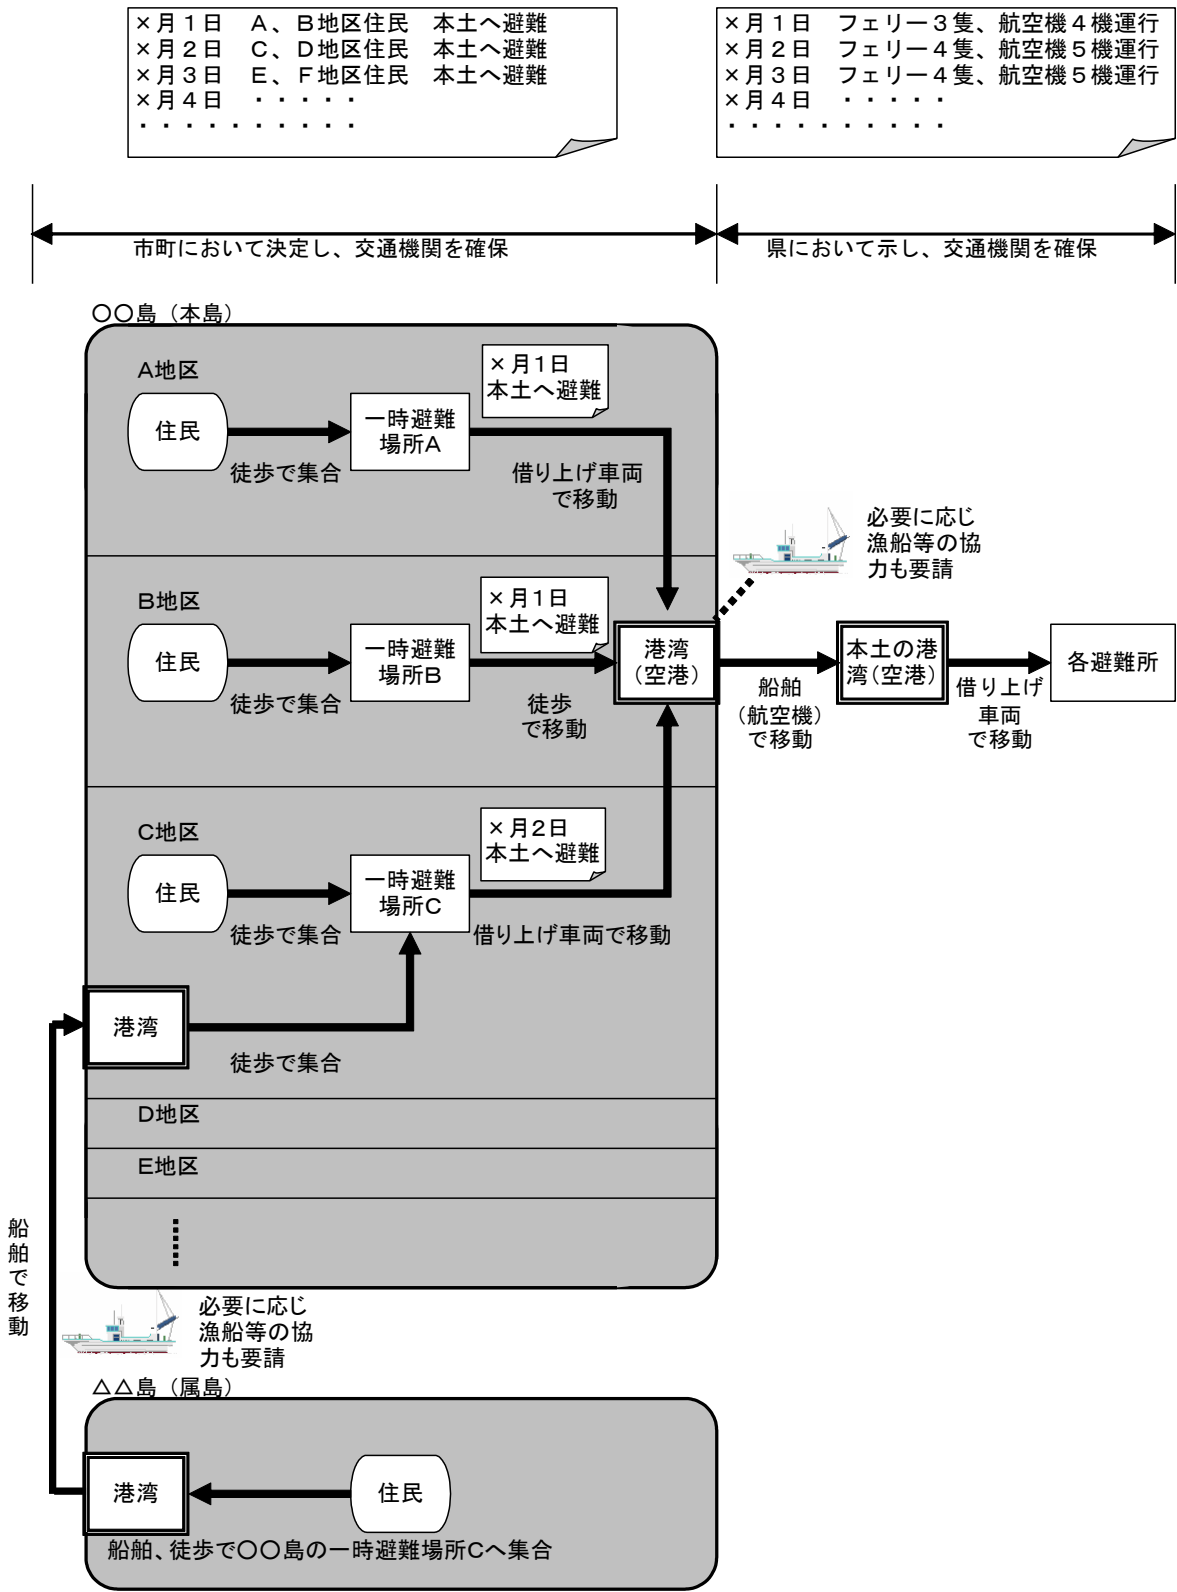 ×月１日　Ａ、Ｂ地区住民　本土へ避難
×月２日　Ｃ、Ｄ地区住民　本土へ避難
×月３日　Ｅ、Ｆ地区住民　本土へ避難
×月４日　・・・・・
・・・・・・・・・・
×月１日　フェリー３隻、航空機４機運行
×月２日　フェリー４隻、航空機５機運行
×月３日　フェリー４隻、航空機５機運行
×月４日　・・・・・
・・・・・・・・・・
市町において決定し、交通機関を確保
県において示し、交通機関を確保
〇〇島（本島）
A地区
×月1日
本土へ避難
住民
一時避難
場所A
徒歩で集合
借り上げ車両
で移動
必要に応じ
漁船等の協
力も要請
B地区
×月1日
本土へ避難
住民
一時避難
場所B
港湾
（空港）
本土の港
湾（空港）
各避難所
徒歩で集合
徒歩
で移動
船舶
（航空機）
で移動
借り上げ
車両
で移動
C地区
×月2日
本土へ避難
住民
一時避難
場所C
徒歩で集合
借り上げ車両で移動
港湾
徒歩で集合
D地区
E地区
船舶で移動
必要に応じ
漁船等の協
力も要請
△△島（属島）
港湾
住民
船舶、徒歩で〇〇島の一時避難場所Cへ集合